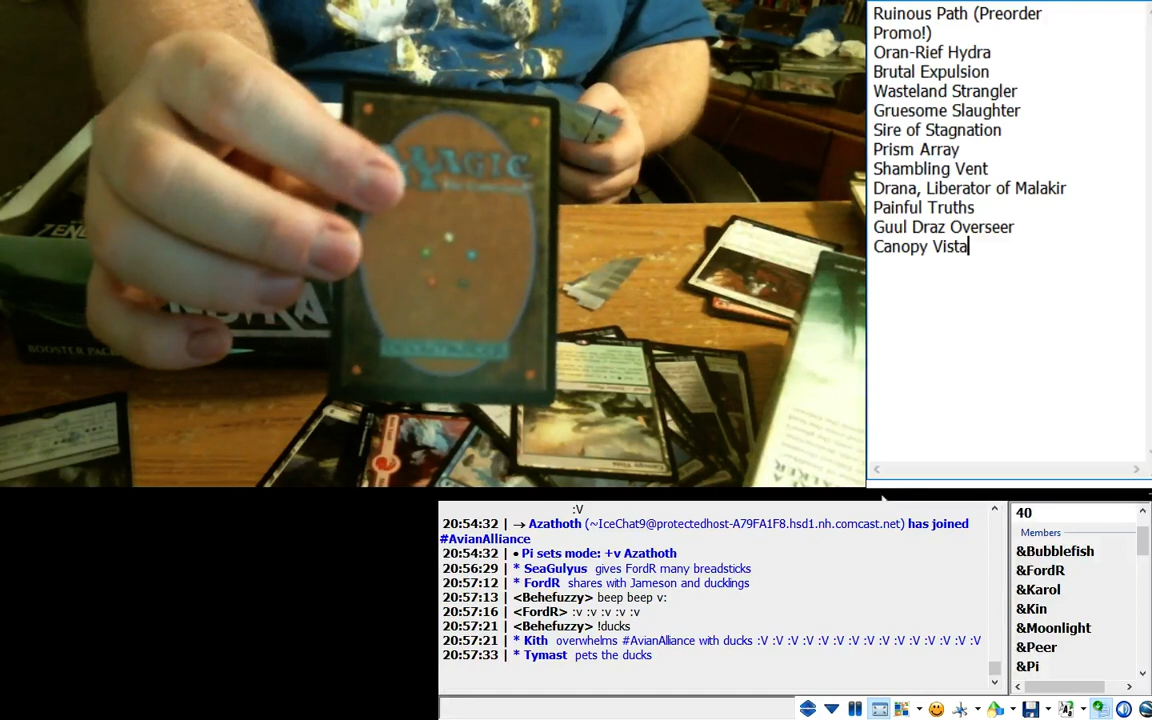 Ruinous Path (Preorder
Promo!)
Oran-Rief Hydra
Brutal Expulsion
Wasteland Strangler
Gruesome Slaughter
Sire of Stagnation
Prism Array
Shambling Vent
Drana, Liberator of Malakir
Painful Truths
Guul Draz Overseer
Canopy Vista
MAGIC
BOOSTER PAC
Canopy Vista
:V
20:54:32 | → Azathoth (~IceChat9@protectedhost-A79FA1F8.hsd1.nh.comcast.net) has joined
#AvianAlliance
20:54:32 | • Pi sets mode: +v Azathoth
20:56:29 | * SeaGulyus gives FordR many breadsticks
20:57:12 | * FordR shares with Jameson and ducklings
20:57:13 | <Behefuzzy> beep beep v:
20:57:16 | <FordR> :v :v :v :v :v
20:57:21 | <Behefuzzy> !ducks
20:57:21 | * Kith overwhelms #AvianAlliance with ducks :V :V :V :V :V :V :V :V :V :V :V :V :V :V
20:57:33 | * Tymast pets the ducks
40
Members
&Bubblefish
&FordR
&Karol
&Kin
&Moonlight
&Peer
&Pi